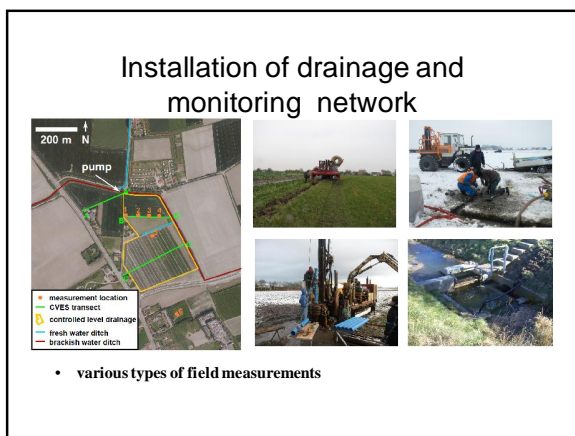 Installation of drainage and
monitoring network
200 m N
pump
measurement location
CVES transect
controlled level drainage
fresh water ditch
brackish water ditch
• various types of field measurements